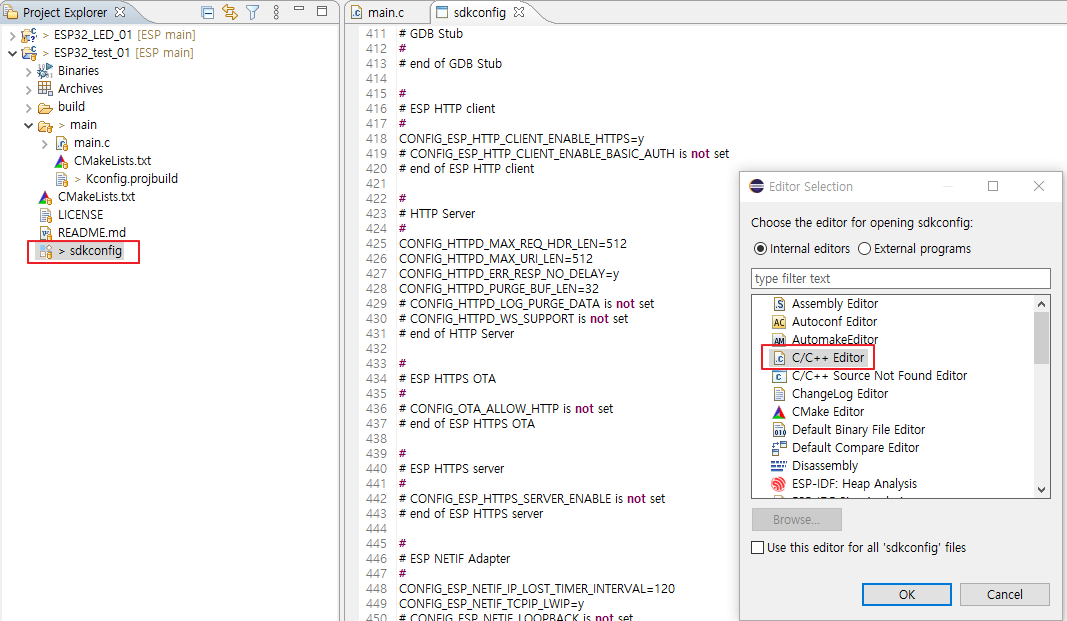 Project Explorer
ESP32_LED_01 [ESP main]
> ESP32_test_01 [ESP main]
Binaries
Archives
build
> main
main.c
CMakeLists.txt
> Kconfig.projbuild
CMakeLists.txt
LICENSE
README.md
> sdkconfig
main.c
sdkconfig
411 # GDB Stub
412 #
413 # end of GDB Stub
414
415 #
416 # ESP HTTP client
417 #
418 CONFIG_ESP_HTTP_CLIENT_ENABLE_HTTPS=y
419 # CONFIG_ESP_HTTP_CLIENT_ENABLE_BASIC_AUTH is not set
420 # end of ESP HTTP client
421
422 #
423 # HTTP Server
424 #
425 CONFIG_HTTPD_MAX_REQ_HDR_LEN=512
426 CONFIG_HTTPD_MAX_URI_LEN=512
427 CONFIG_HTTPD_ERR_RESP_NO_DELAY=y
428 CONFIG_HTTPD_PURGE_BUF_LEN=32
429 # CONFIG_HTTPD_LOG_PURGE_DATA is not set
430 # CONFIG_HTTPD_WS_SUPPORT is not set
431 # end of HTTP Server
432
433 #
434 # ESP HTTPS OTA
435 #
436 # CONFIG_OTA_ALLOW_HTTP is not set
437 # end of ESP HTTPS OTA
438
439 #
440 # ESP HTTPS server
441 #
442 # CONFIG_ESP_HTTPS_SERVER_ENABLE is not set
443 # end of ESP HTTPS server
444
445 #
446 # ESP NETIF Adapter
447 #
448 CONFIG_ESP_NETIF_IP_LOST_TIMER_INTERVAL=120
449 CONFIG_ESP_NETIF_TCPIP_LWIP=y
450 # CONFIG_ESP_NETIF_LOOPBACK is not set
Editor Selection
Choose the editor for opening sdkconfig:
Internal editors External programs
type filter text
Assembly Editor
Autoconf Editor
AutomakeEditor
C/C++ Editor
C/C++ Source Not Found Editor
ChangeLog Editor
CMake Editor
Default Binary File Editor
Default Compare Editor
Disassembly
ESP-IDF: Heap Analysis
Browse...
Use this editor for all 'sdkconfig' files
OK Cancel